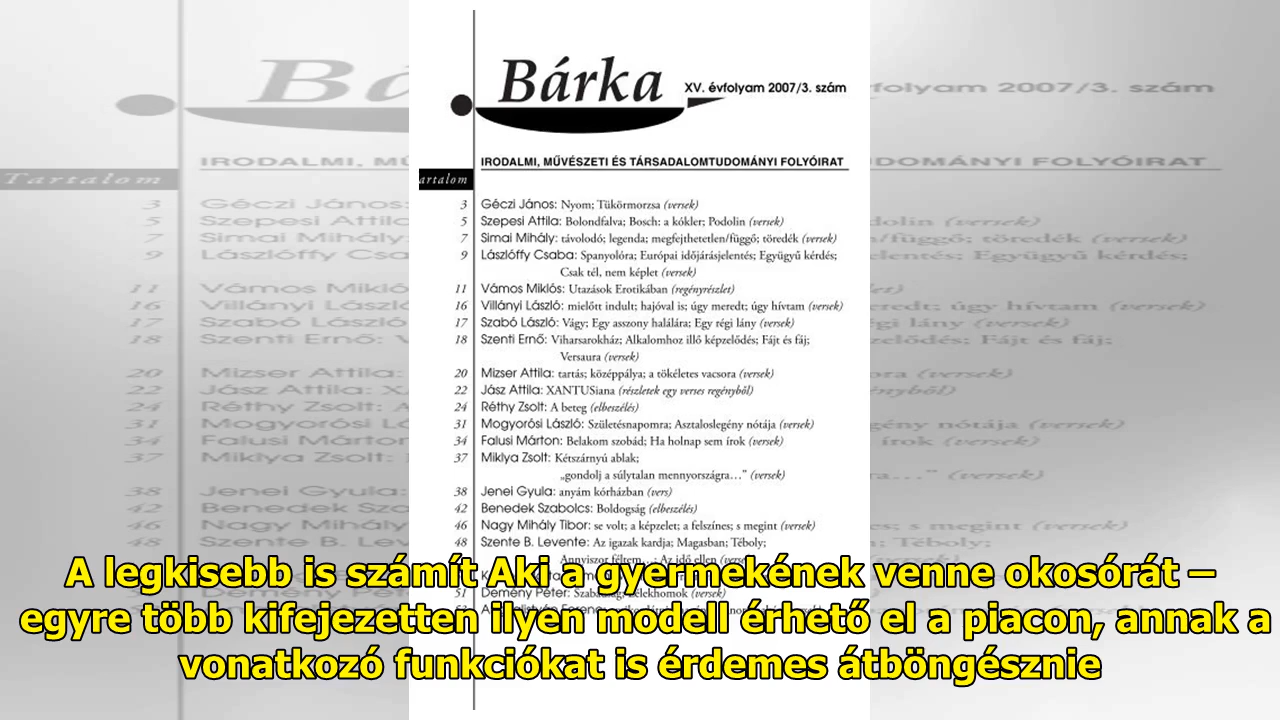 Bárka
XV. évfolyam 2007/3. szám
IRODALMI, MŰVÉSZETI ÉS TÁRSADALOMTUDOMÁNYI FOLYÓIRAT
artalom
3 Géczi János: Nyom; Tükörmorzsa (versek)
5 Szepesi Attila: Bolondfalva; Bosch: a kókler; Podolin (versek)
7 Simai Mihály: távolodó; legenda; megfejthetetlen/függő; töredék (versek)
9 Lászlóffy Csaba: Spanyolóra; Európai időjárásjelentés; Együgyű kérdés;
Csak tél, nem képlet (versek)
11 Vámos Miklós: Utazások Erotikában (regényrészlet)
16 Villányi László: mielőtt indult; hajóval is; úgy meredt; úgy hívtam (versek)
17 Szabó László: Vágy; Egy asszony halálára; Egy régi lány (versek)
18 Szenti Ernő: Viharsarokház; Alkalomhoz illő képzelődés; Fájt és fáj;
Versaura (versek)
20 Mizser Attila: tartás; középpálya; a tökéletes vacsora (versek)
22 Jász Attila: XANTUSiana (részletek egy verses regényből)
24 Réthy Zsolt: A beteg (elbeszélés)
31 Mogyorósi László: Születésnapomra; Asztaloslegény nótája (versek)
34 Falusi Márton: Belakom szobád; Ha holnap sem írok (versek)
37 Miklya Zsolt: Kétszárnyú ablak;
„gondolj a súlytalan mennyországra…” (versek)
38 Jenei Gyula: anyám kórházban (vers)
42 Benedek Szabolcs: Boldogság (elbeszélés)
46 Nagy Mihály Tibor: se volt; a képzelet; a felszínes; s megint (versek)
48 Szente B. Levente: Az igazak kardja; Magasban; Téboly;
Annyiszor féltem…; Az idő ellen
51 Demény Péter:
A legkisebb is számít Aki a gyermekének venne okosórát –
egyre több kifejezetten ilyen modell érhető el a piacon, annak a
vonatkozó funkciókat is érdemes átböngésznie